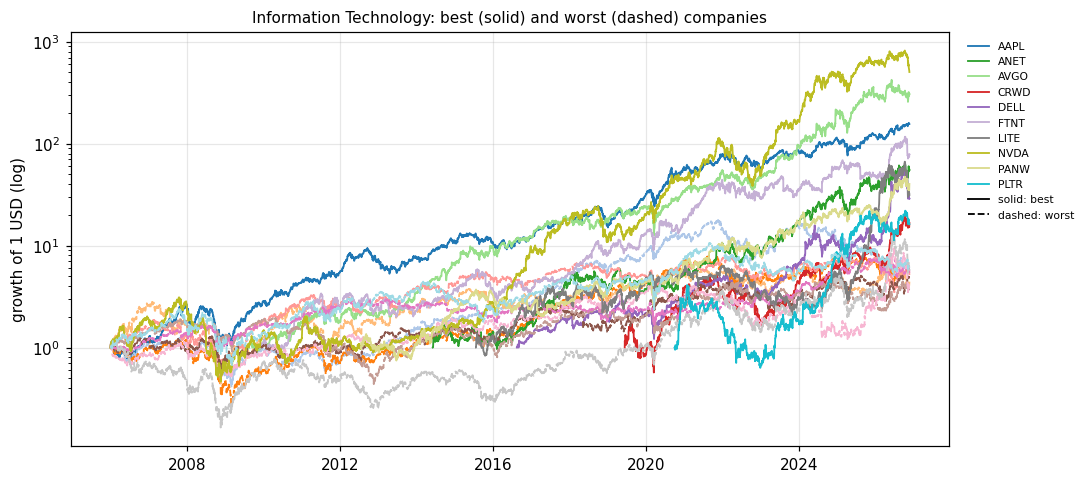 Information Technology: best (solid) and worst (dashed) companies
growth of 1 USD (log)
10³
10²
10¹
10⁰
2008
2012
2016
2020
2024
AAPL
ANET
AVGO
CRWD
DELL
FTNT
LITE
NVDA
PANW
PLTR
solid: best
dashed: worst